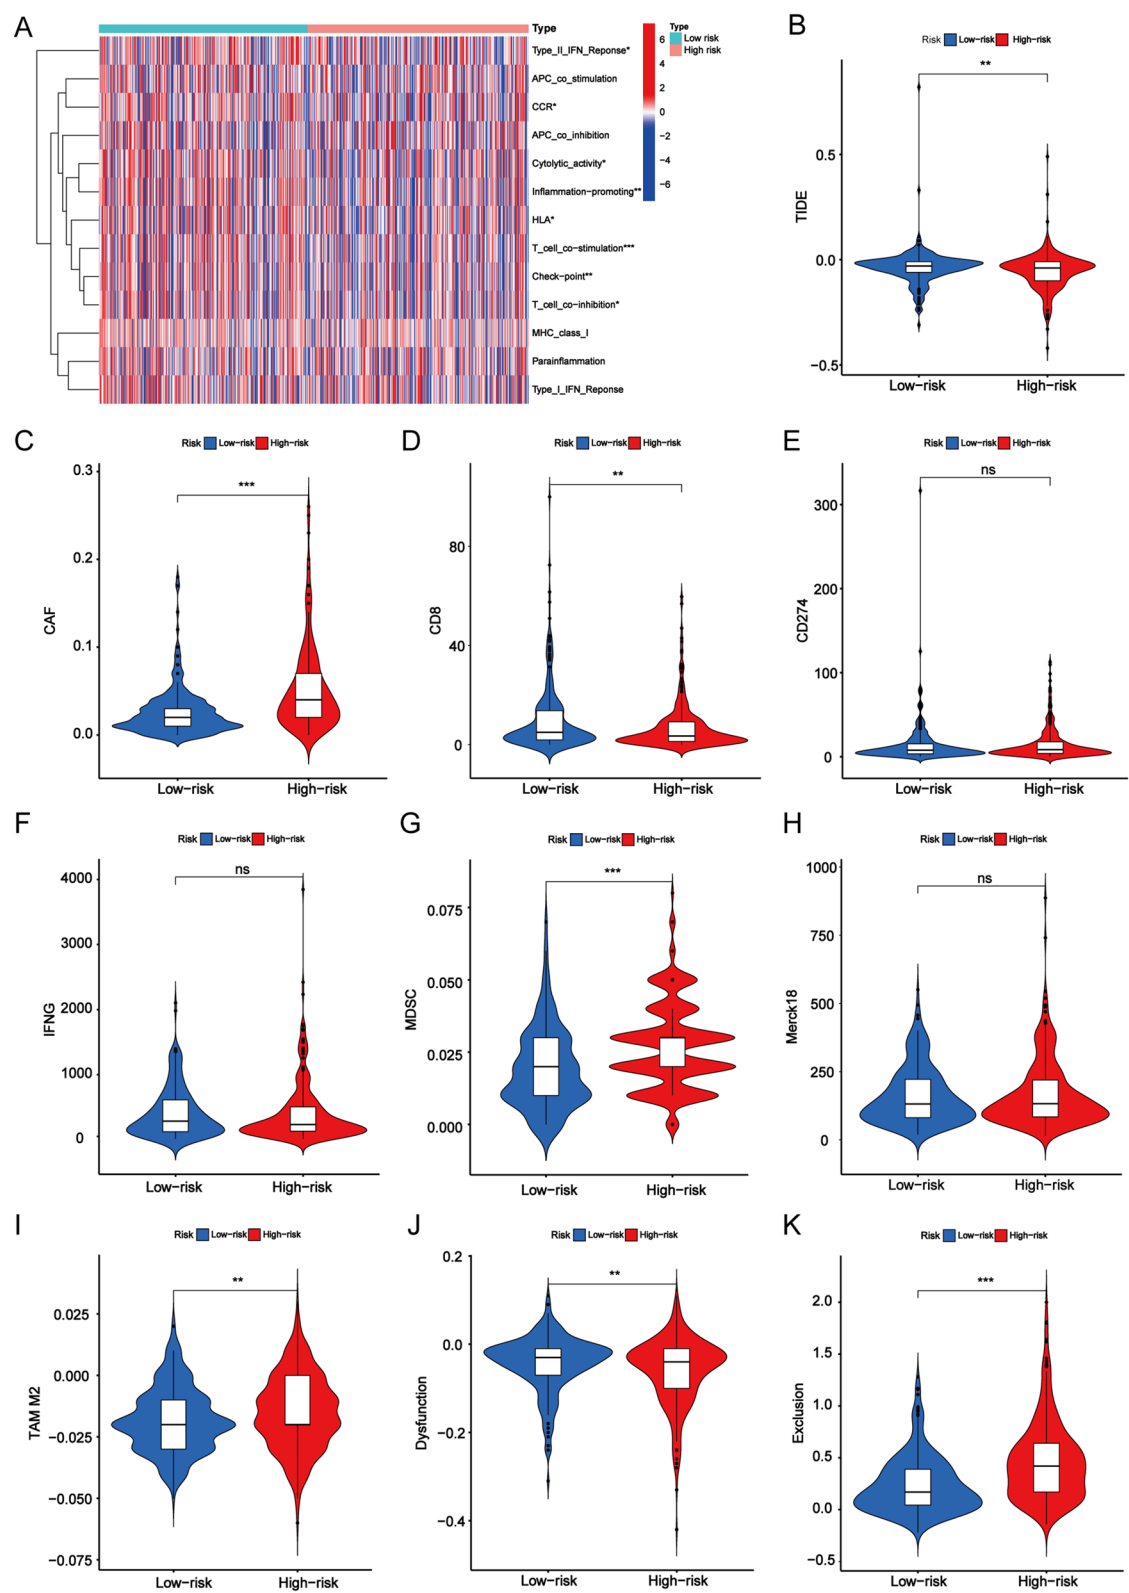 A
Type
Type_II_IFN_Reponse*
APC_co_stimulation
CCR*
APC_co_inhibition
Cytolytic_activity*
Inflammation-promoting**
HLA*
T_cell_co-stimulation***
Check-point**
T_cell_co-inhibition*
MHC_class_I
Parainflammation
Type_I_IFN_Reponse
6
4
2
0
−2
−4
−6
Type
Low risk
High risk
B
Risk Low-risk High-risk
**
TIDE
0.5
0.0
−0.5
Low-risk High-risk
C
Risk Low-risk High-risk
***
CAF
0.3
0.2
0.1
0.0
Low-risk High-risk
D
Risk Low-risk High-risk
**
CD8
80
40
0
Low-risk High-risk
E
Risk Low-risk High-risk
ns
CD274
300
200
100
0
Low-risk High-risk
F
Risk Low-risk High-risk
ns
IFNG
4000
3000
2000
1000
0
Low-risk High-risk
G
Risk Low-risk High-risk
***
MDSC
0.075
0.050
0.025
0.000
Low-risk High-risk
H
Risk Low-risk High-risk
ns
Merck18
1000
750
500
250
0
Low-risk High-risk
I
Risk Low-risk High-risk
**
TAM M2
0.025
0.000
−0.025
−0.050
−0.075
Low-risk High-risk
J
Risk Low-risk High-risk
**
Dysfunction
0.2
0.0
−0.2
−0.4
Low-risk High-risk
K
Risk Low-risk High-risk
***
Exclusion
2.0
1.5
1.0
0.5
0.0
−0.5
Low-risk High-risk